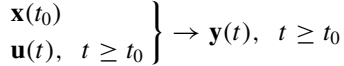 x(t₀)
u(t), t ≥ t₀ } → y(t), t ≥ t₀